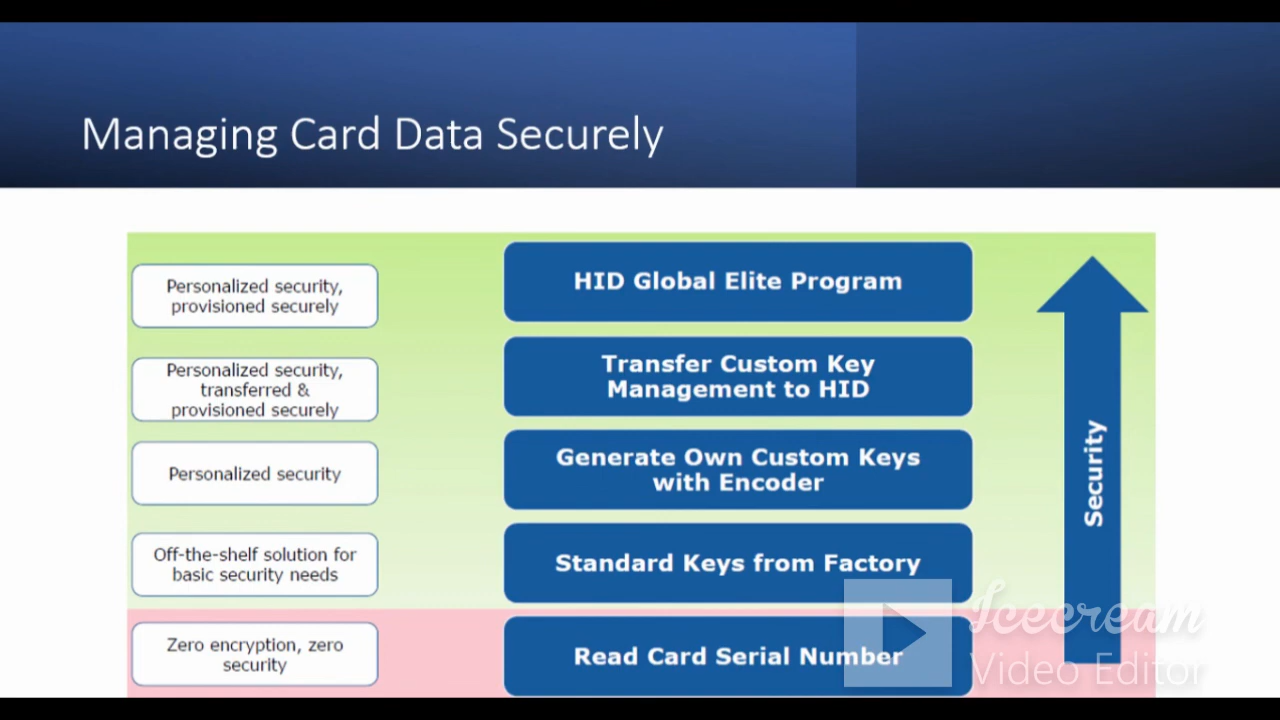 Managing Card Data Securely
Personalized security,
provisioned securely
HID Global Elite Program
Personalized security,
transferred &
provisioned securely
Transfer Custom Key
Management to HID
Personalized security
Generate Own Custom Keys
with Encoder
Off-the-shelf solution for
basic security needs
Standard Keys from Factory
Zero encryption, zero
security
Read Card Serial Number
Security
Icecream
Video Editor